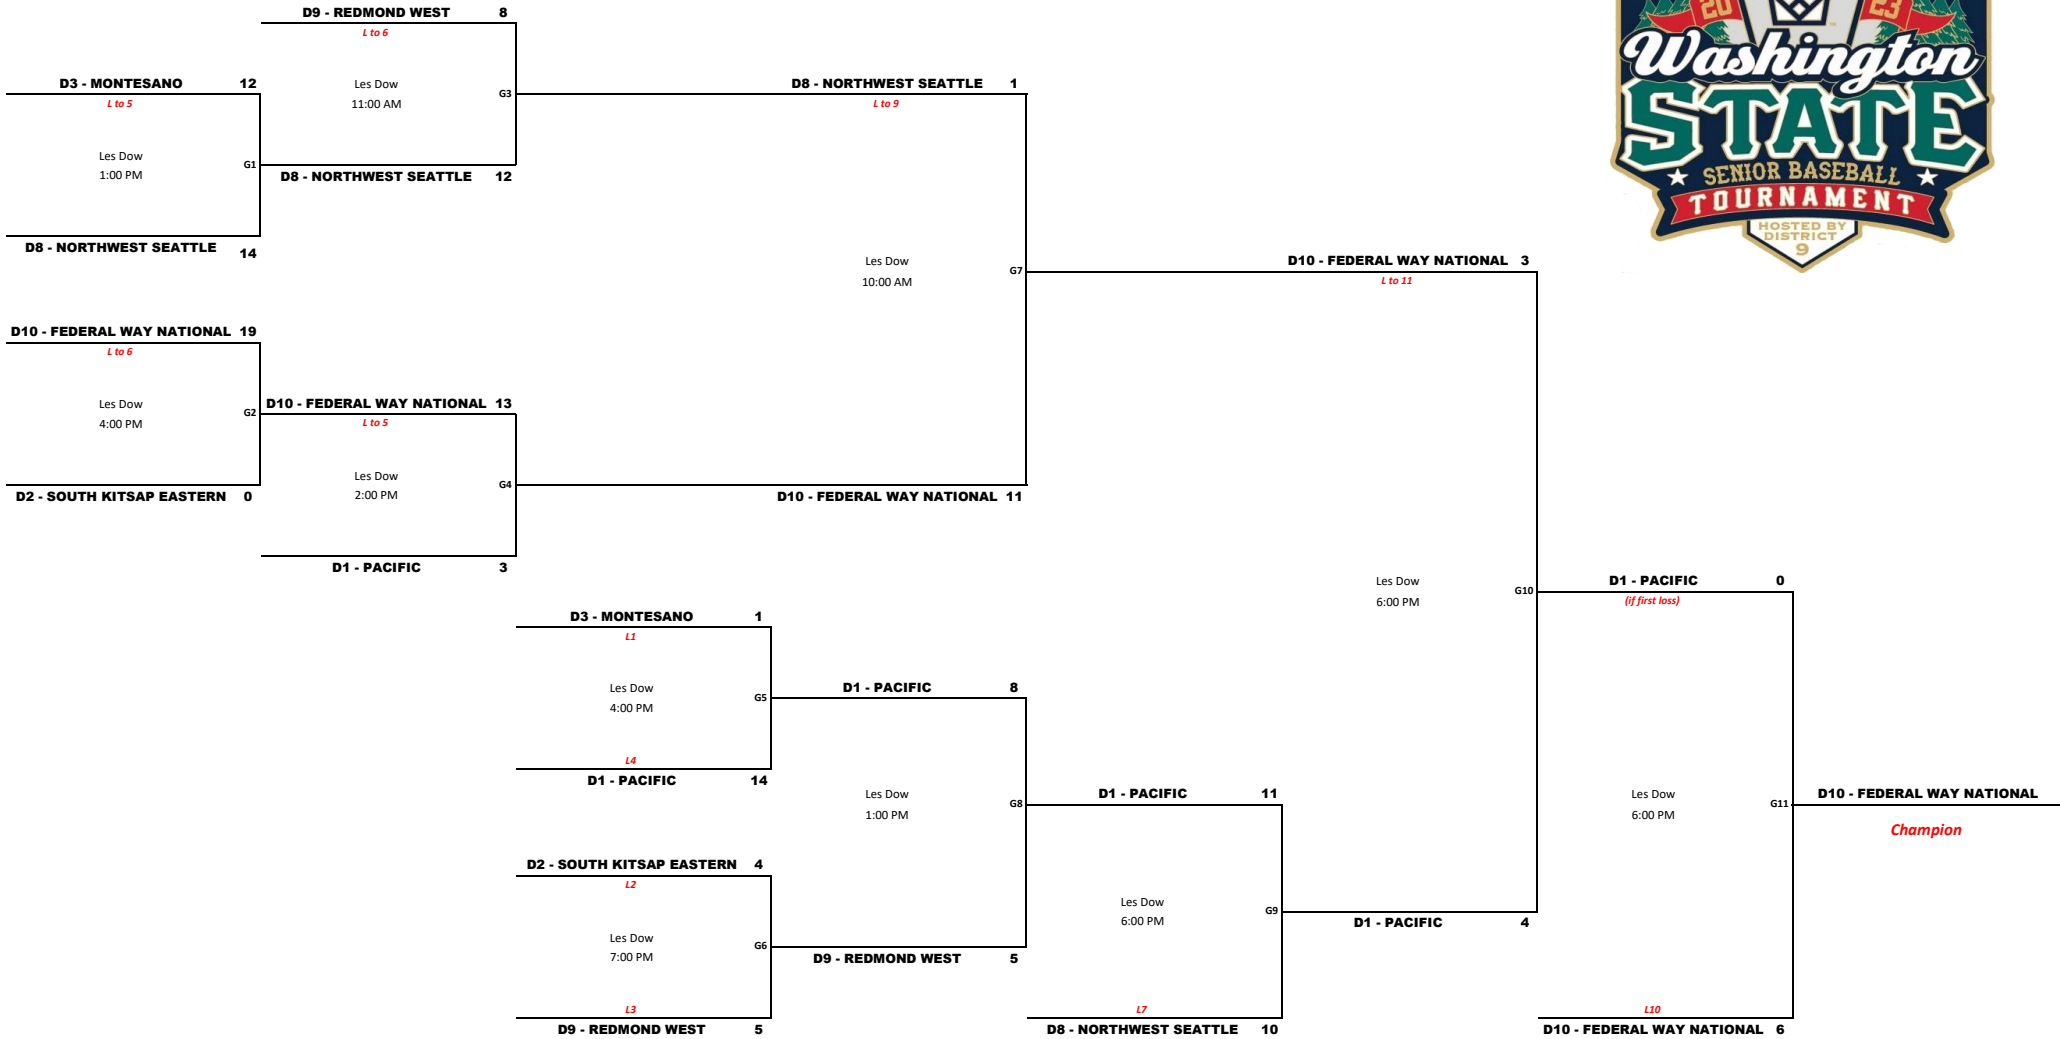 D9 - REDMOND WEST 8
L to 6
Les Dow
11:00 AM
G3
D3 - MONTESANO 12
L to 5
Les Dow
1:00 PM
G1
D8 - NORTHWEST SEATTLE 12
D8 - NORTHWEST SEATTLE 14
D8 - NORTHWEST SEATTLE 1
L to 9
Les Dow
10:00 AM
G7
D10 - FEDERAL WAY NATIONAL 19
L to 6
Les Dow
4:00 PM
G2
D2 - SOUTH KITSAP EASTERN 0
D10 - FEDERAL WAY NATIONAL 13
L to 5
Les Dow
2:00 PM
G4
D1 - PACIFIC 3
D10 - FEDERAL WAY NATIONAL 11
D10 - FEDERAL WAY NATIONAL 3
L to 11
Les Dow
6:00 PM
G10
D3 - MONTESANO 1
L1
Les Dow
4:00 PM
G5
L4
D1 - PACIFIC 14
D1 - PACIFIC 8
Les Dow
1:00 PM
G8
D2 - SOUTH KITSAP EASTERN 4
L2
Les Dow
7:00 PM
G6
L3
D9 - REDMOND WEST 5
D9 - REDMOND WEST 5
D1 - PACIFIC 11
Les Dow
6:00 PM
G9
L7
D8 - NORTHWEST SEATTLE 10
D1 - PACIFIC 4
D1 - PACIFIC 0
(if first loss)
Les Dow
6:00 PM
G11
L10
D10 - FEDERAL WAY NATIONAL 6
D10 - FEDERAL WAY NATIONAL
Champion
20 23
Washington
STATE
SENIOR BASEBALL
TOURNAMENT
HOSTED BY
DISTRICT
9